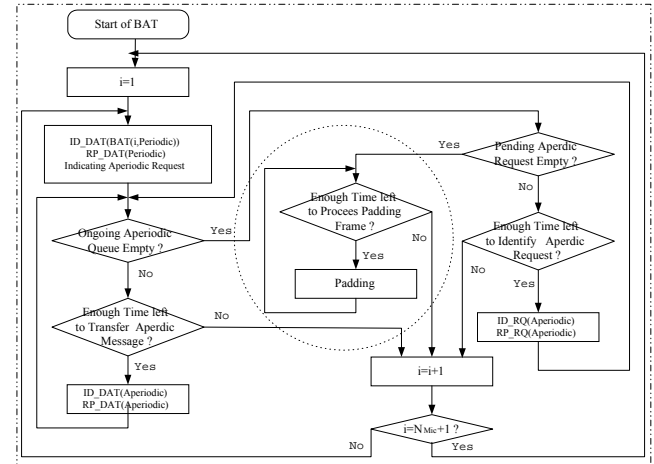 Start of BAT
i=1
ID_DAT(BAT(i,Periodic))
RP_DAT(Periodic)
Indicating Aperiodic Request
Ongoing Aperiodic
Queue Empty ?
Yes
No
Enough Time left
to Transfer Aperdic
Message ?
No
Yes
ID_DAT(Aperiodic)
RP_DAT(Aperiodic)
Enough Time left
to Procees Padding
Frame ?
No
Yes
Padding
Pending Aperdic
Request Empty ?
Yes
No
Enough Time left
to Identify Aperdic
Request ?
No
Yes
ID_RQ(Aperiodic)
RP_RQ(Aperiodic)
i=i+1
i=NMic+1 ?
No
Yes